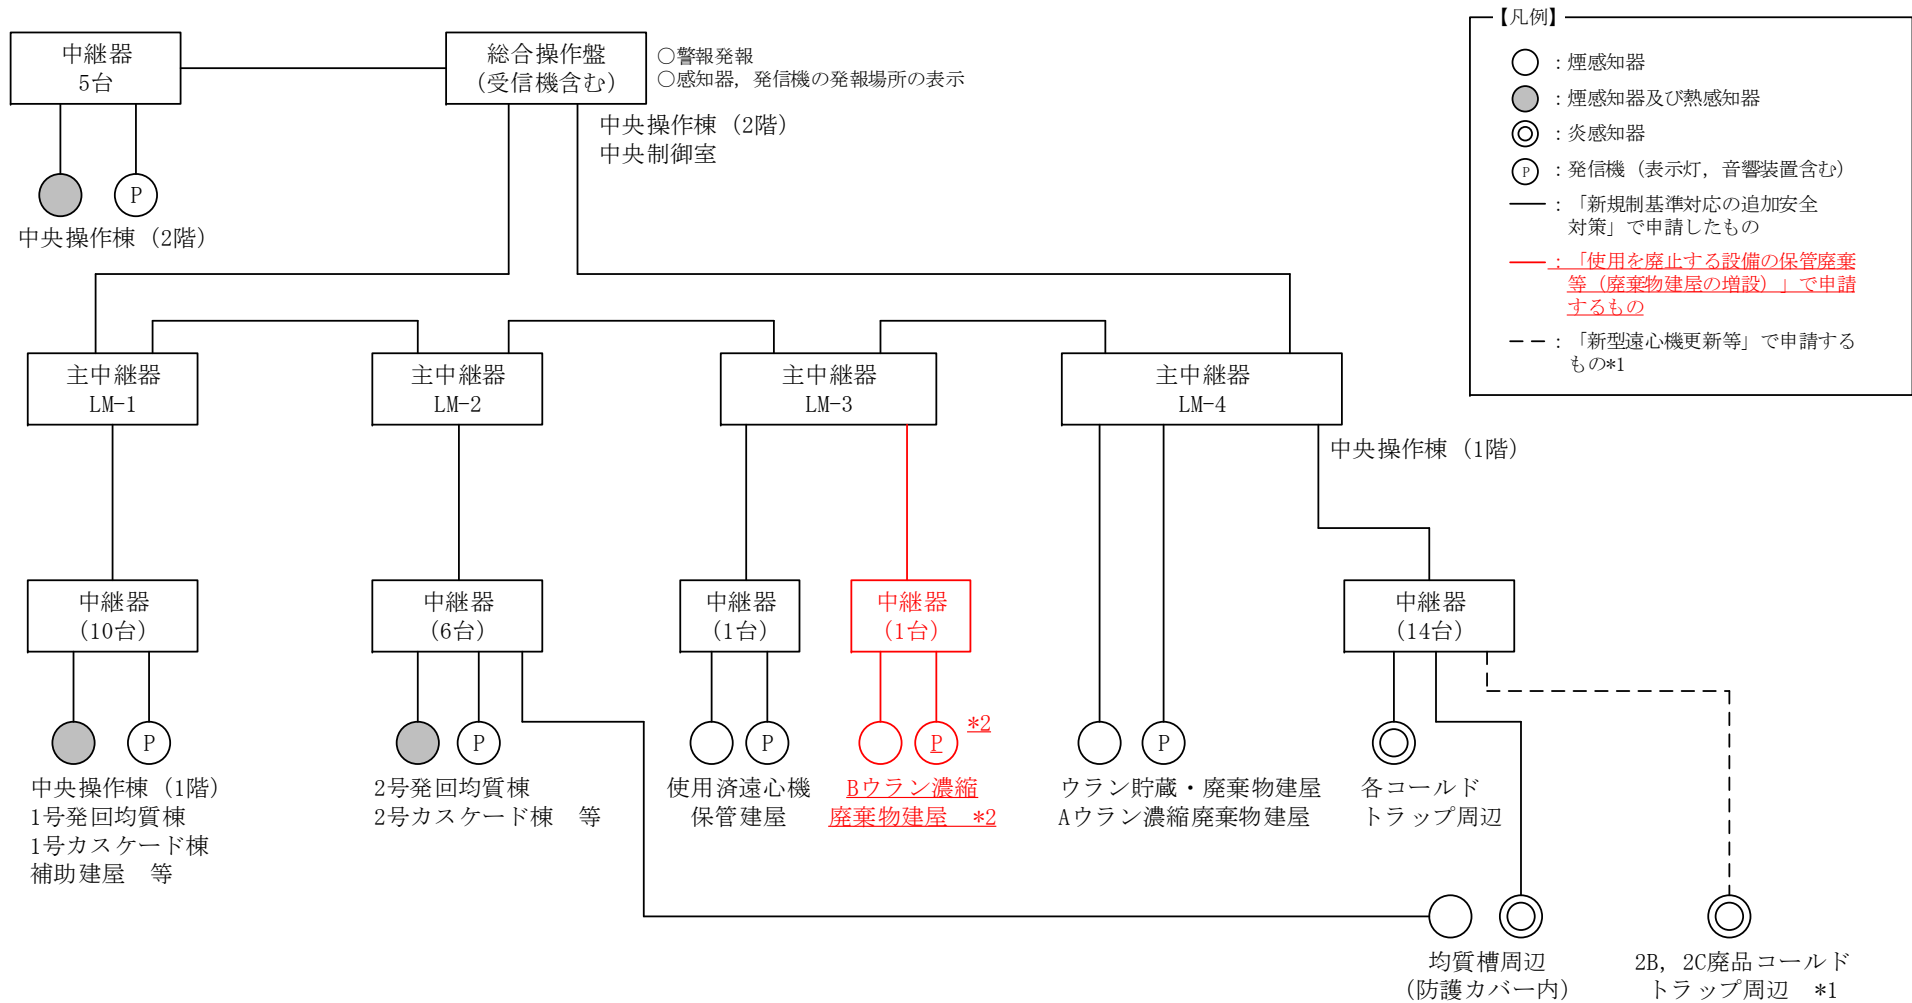 中継器
5台
総合操作盤
(受信機含む)
○警報発報
○感知器，発信機の発報場所の表示
中央操作棟（2階）
中央制御室
P
中央操作棟（2階）
【凡例】
：煙感知器
：煙感知器及び熱感知器
：炎感知器
P
：発信機（表示灯，音響装置含む）
：「新規制基準対応の追加安全
対策」で申請したもの
：「使用を廃止する設備の保管廃棄
等（廃棄物建屋の増設）」で申請
するもの
：「新型遠心機更新等」で申請する
もの*1
主中継器
LM-1
主中継器
LM-2
主中継器
LM-3
主中継器
LM-4
中央操作棟（1階）
中継器
(10台)
中継器
(6台)
中継器
(1台)
中継器
(1台)
中継器
(14台)
P
P
P
P
*2
P
中央操作棟（1階）
1号発回均質棟
1号カスケード棟
補助建屋　等
2号発回均質棟
2号カスケード棟　等
使用済遠心機
保管建屋
Bウラン濃縮
廃棄物建屋　*2
ウラン貯蔵・廃棄物建屋
Aウラン濃縮廃棄物建屋
各コールド
トラップ周辺
均質槽周辺
（防護カバー内）
2B，2C廃品コールド
トラップ周辺　*1